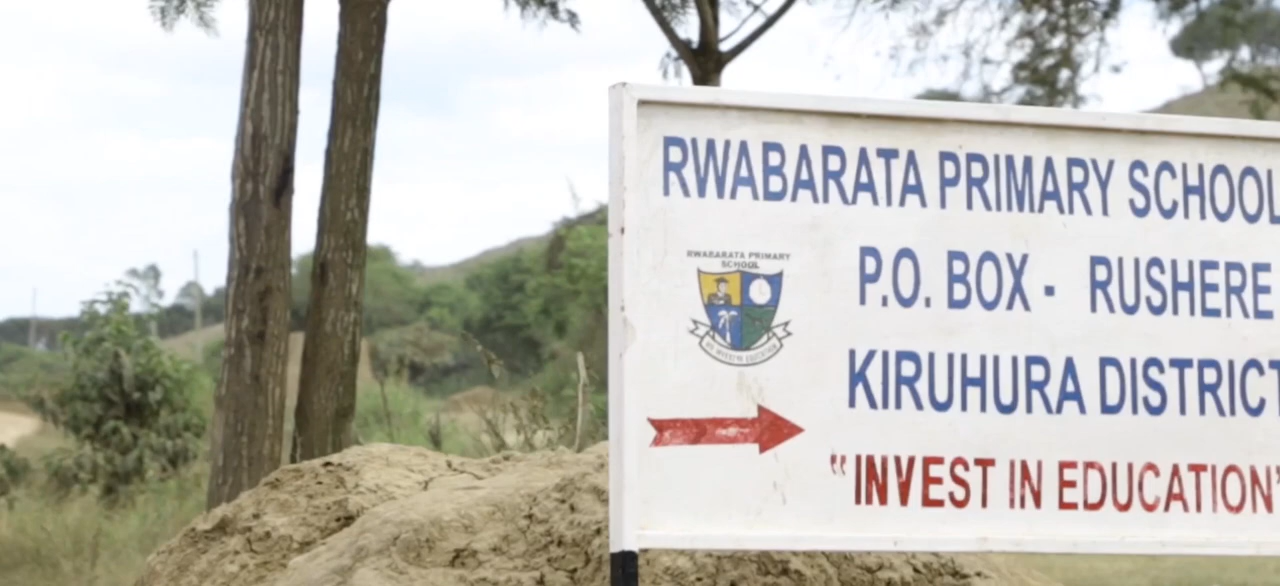 RWABARATA PRIMARY SCHOOL
RWABARATA PRIMARY
SCHOOL
P.O. BOX - RUSHERE
KIRUHURA DISTRICT
"INVEST IN EDUCATION"